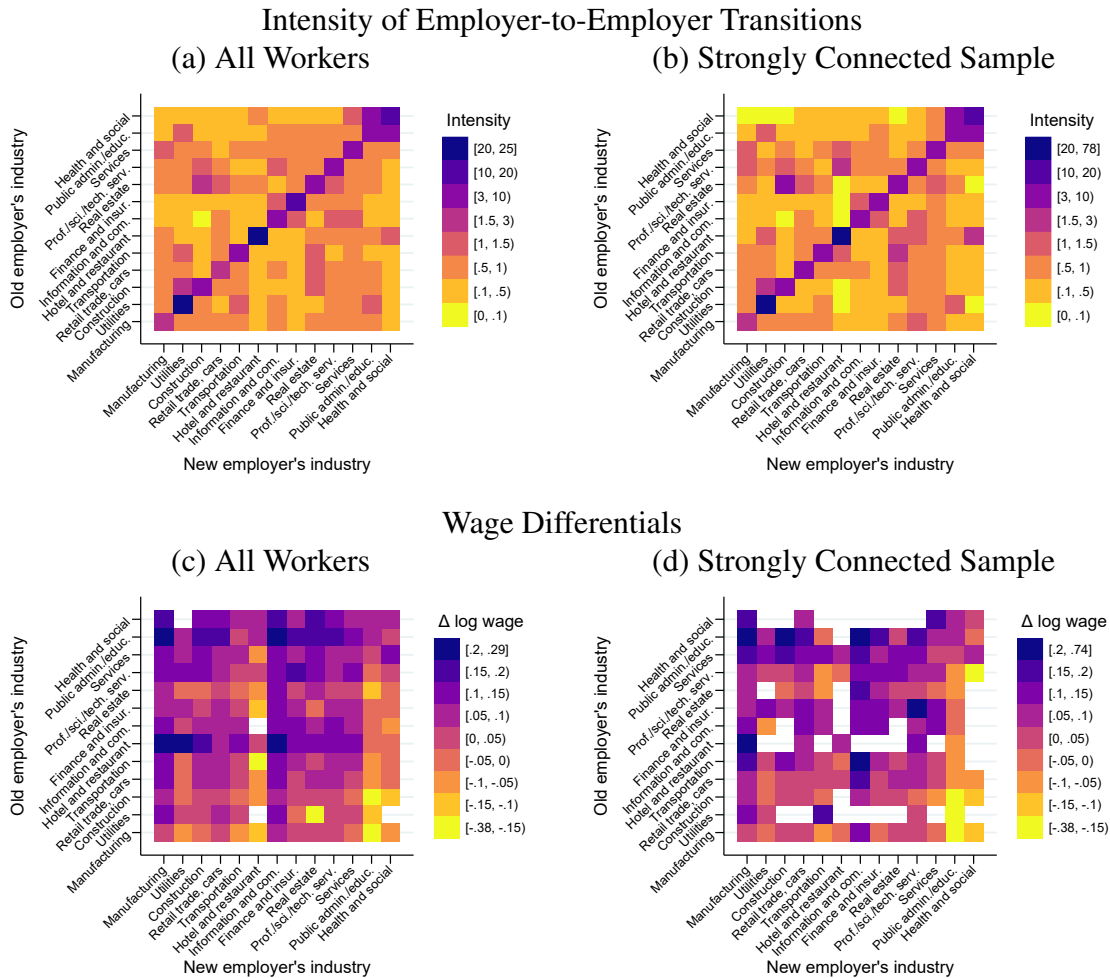 Intensity of Employer-to-Employer Transitions
(a) All Workers
Old employer's industry
Health and social
Public admin./educ.
Services
Prof./sci./tech. serv.
Real estate
Finance and insur.
Information and com.
Hotel and restaurant
Transportation
Retail trade, cars
Construction
Utilities
Manufacturing
Manufacturing
Utilities
Construction
Retail trade, cars
Transportation
Hotel and restaurant
Information and com.
Finance and insur.
Real estate
Prof./sci./tech. serv.
Services
Public admin./educ.
Health and social
New employer's industry
Intensity
[20, 25]
[10, 20)
[3, 10)
[1.5, 3)
[1, 1.5)
[.5, 1)
[.1, .5)
[0, .1)
(b) Strongly Connected Sample
Old employer's industry
Health and social
Public admin./educ.
Services
Prof./sci./tech. serv.
Real estate
Finance and insur.
Information and com.
Hotel and restaurant
Transportation
Retail trade, cars
Construction
Utilities
Manufacturing
Manufacturing
Utilities
Construction
Retail trade, cars
Transportation
Hotel and restaurant
Information and com.
Finance and insur.
Real estate
Prof./sci./tech. serv.
Services
Public admin./educ.
Health and social
New employer's industry
Intensity
[20, 78]
[10, 20)
[3, 10)
[1.5, 3)
[1, 1.5)
[.5, 1)
[.1, .5)
[0, .1)
Wage Differentials
(c) All Workers
Old employer's industry
Health and social
Public admin./educ.
Services
Prof./sci./tech. serv.
Real estate
Finance and insur.
Information and com.
Hotel and restaurant
Transportation
Retail trade, cars
Construction
Utilities
Manufacturing
Manufacturing
Utilities
Construction
Retail trade, cars
Transportation
Hotel and restaurant
Information and com.
Finance and insur.
Real estate
Prof./sci./tech. serv.
Services
Public admin./educ.
Health and social
New employer's industry
Δ log wage
[.2, .29]
[.15, .2)
[.1, .15)
[.05, .1)
[0, .05)
[-.05, 0)
[-.1, -.05)
[-.15, -.1)
[-.38, -.15)
(d) Strongly Connected Sample
Old employer's industry
Health and social
Public admin./educ.
Services
Prof./sci./tech. serv.
Real estate
Finance and insur.
Information and com.
Hotel and restaurant
Transportation
Retail trade, cars
Construction
Utilities
Manufacturing
Manufacturing
Utilities
Construction
Retail trade, cars
Transportation
Hotel and restaurant
Information and com.
Finance and insur.
Real estate
Prof./sci./tech. serv.
Services
Public admin./educ.
Health and social
New employer's industry
Δ log wage
[.2, .74]
[.15, .2)
[.1, .15)
[.05, .1)
[0, .05)
[-.05, 0)
[-.1, -.05)
[-.15, -.1)
[-.38, -.15)